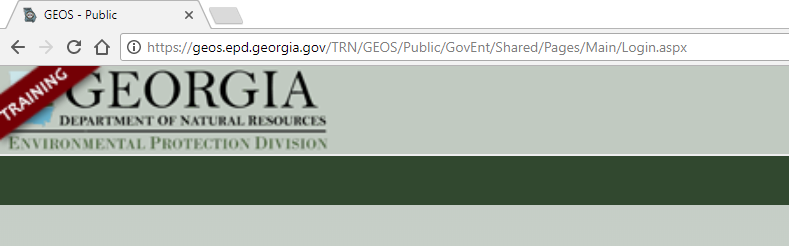 GEOS - Public
https://geos.epd.georgia.gov/TRN/GEOS/Public/GovEnt/Shared/Pages/Main/Login.aspx
TRAINING
GEORGIA
DEPARTMENT OF NATURAL RESOURCES
ENVIRONMENTAL PROTECTION DIVISION